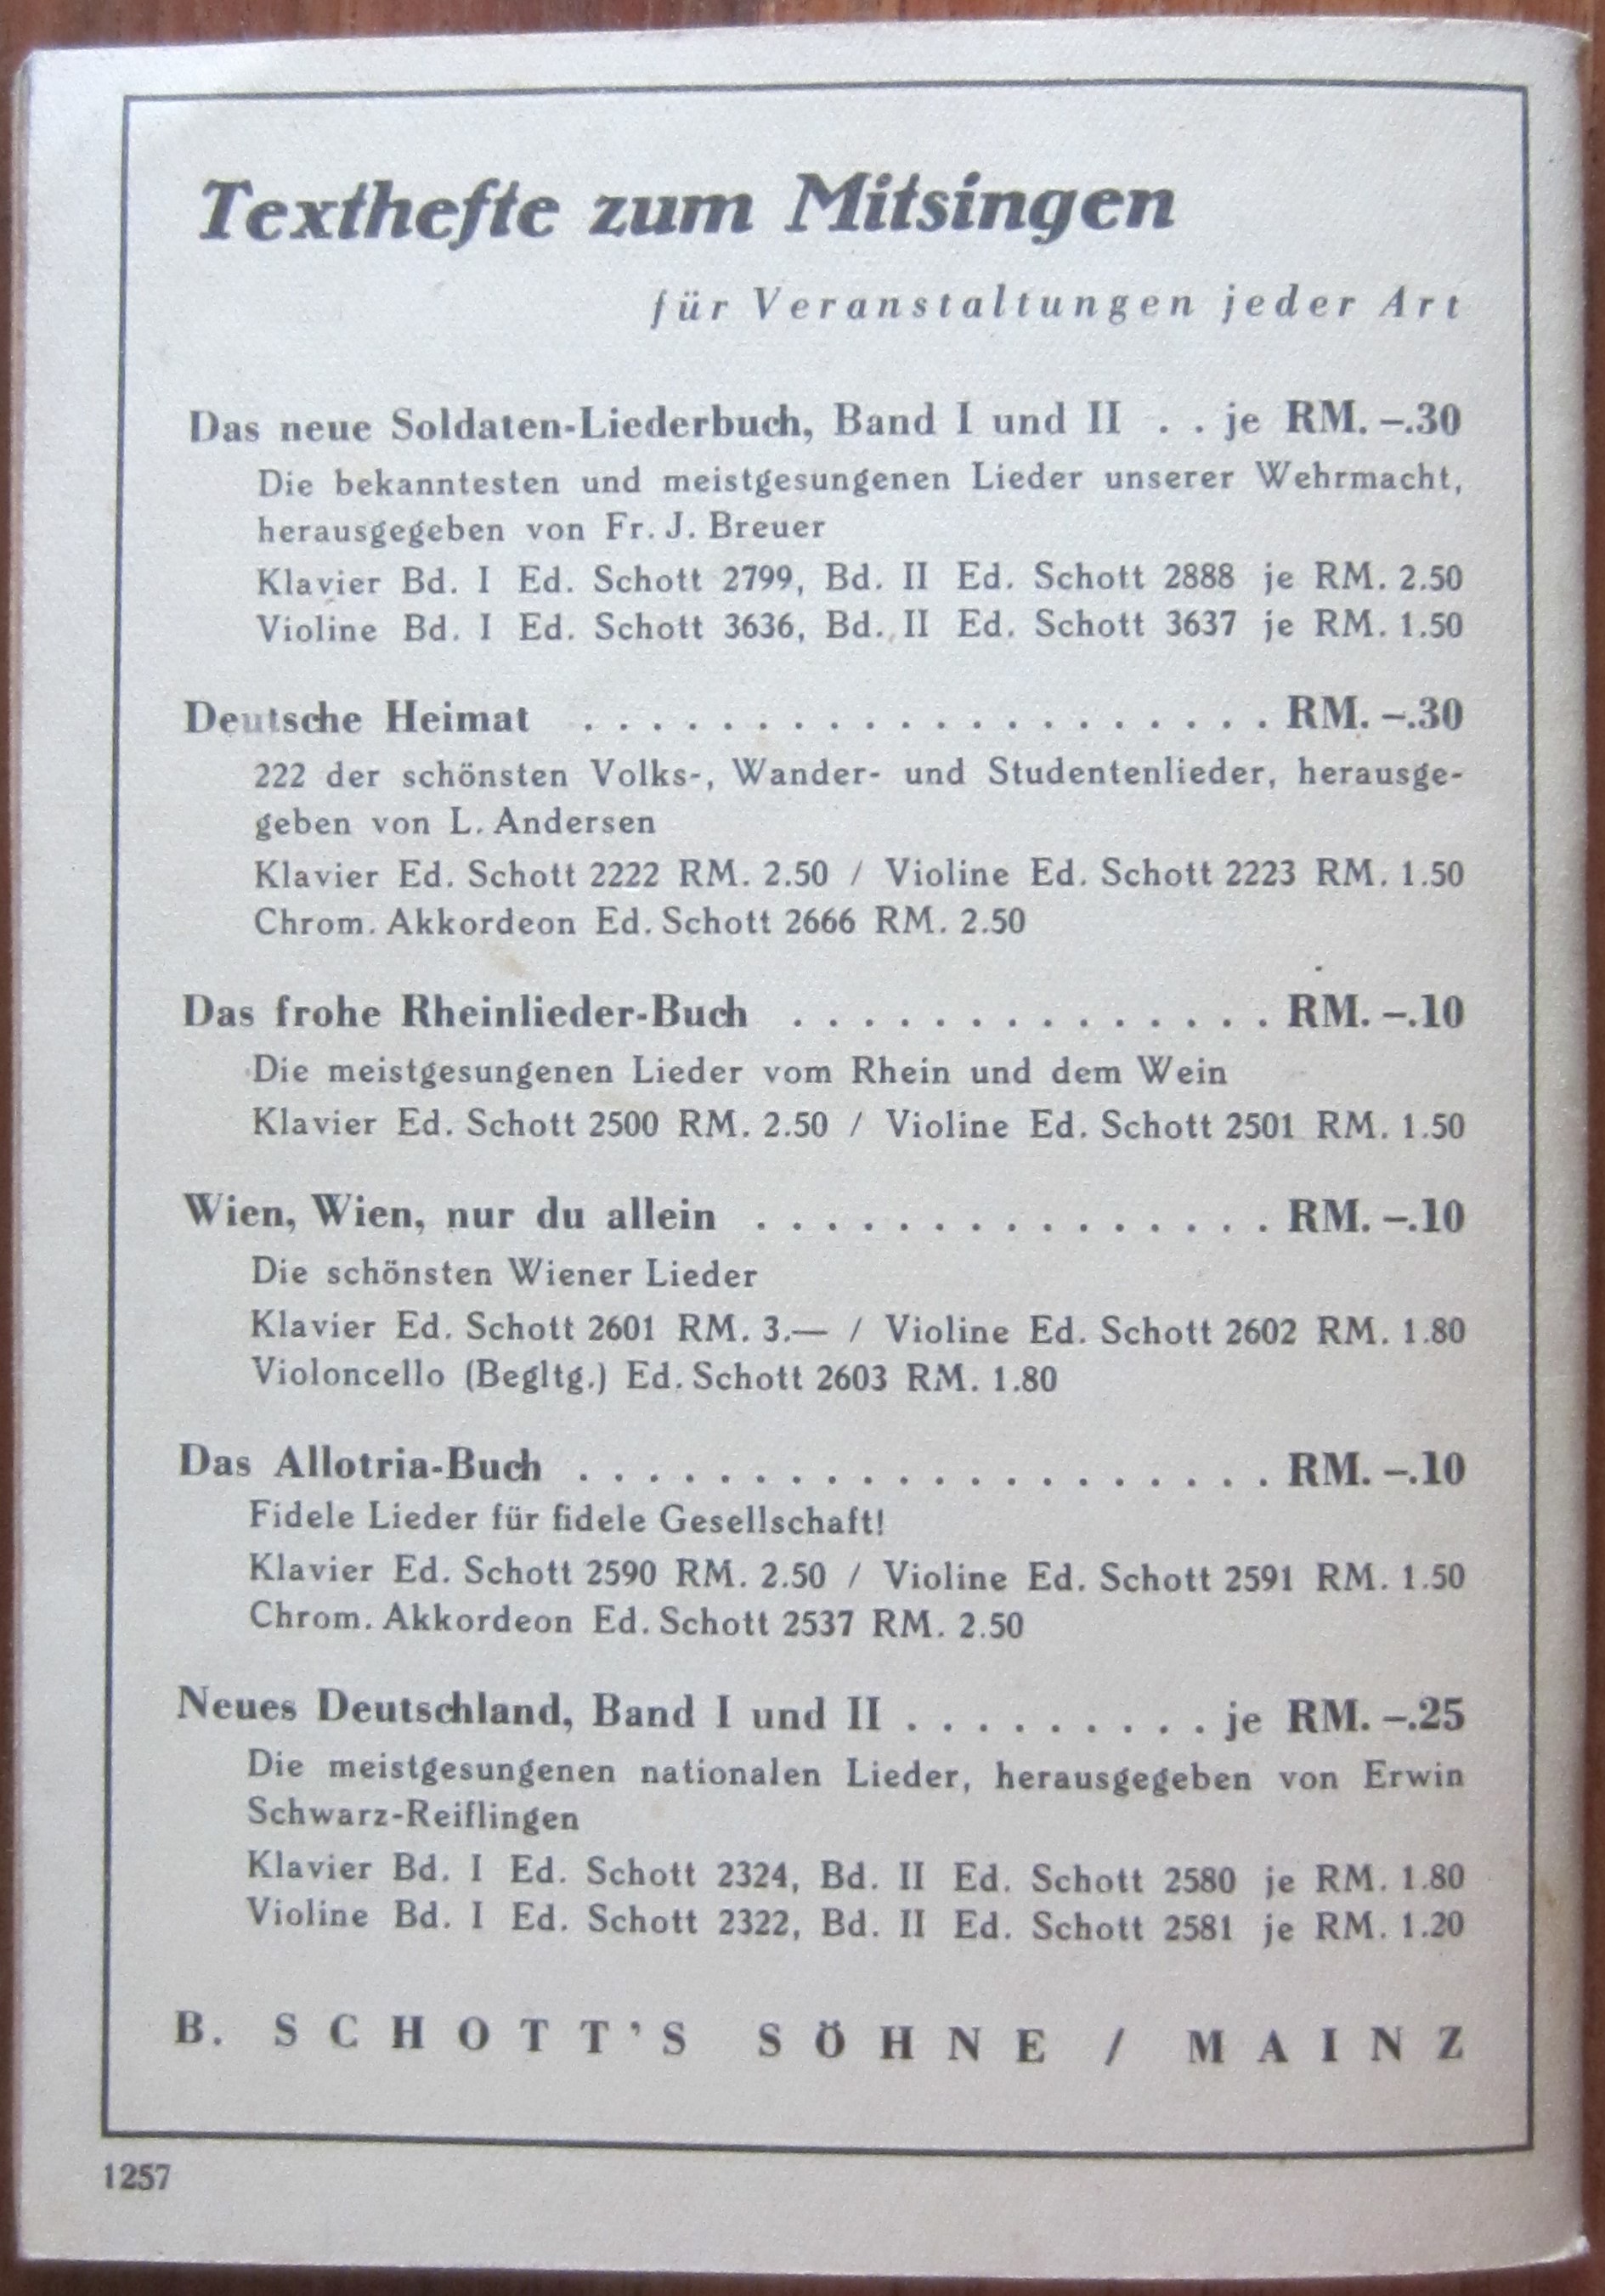 Texthefte zum Mitsingen
für Veranstaltungen jeder Art
Das neue Soldaten-Liederbuch, Band I und II . . je RM. –.30
Die bekanntesten und meistgesungenen Lieder unserer Wehrmacht,
herausgegeben von Fr. J. Breuer
Klavier Bd. I Ed. Schott 2799, Bd. II Ed. Schott 2888 je RM. 2.50
Violine Bd. I Ed. Schott 3636, Bd. II Ed. Schott 3637 je RM. 1.50
Deutsche Heimat . . . . . . . . . . . . . . . . . . . . RM. –.30
222 der schönsten Volks-, Wander- und Studentenlieder, herausge-
geben von L. Andersen
Klavier Ed. Schott 2222 RM. 2.50 / Violine Ed. Schott 2223 RM. 1.50
Chrom. Akkordeon Ed. Schott 2666 RM. 2.50
Das frohe Rheinlieder-Buch . . . . . . . . . . . . . . RM. –.10
Die meistgesungenen Lieder vom Rhein und dem Wein
Klavier Ed. Schott 2500 RM. 2.50 / Violine Ed. Schott 2501 RM. 1.50
Wien, Wien, nur du allein . . . . . . . . . . . . . . . RM. –.10
Die schönsten Wiener Lieder
Klavier Ed. Schott 2601 RM. 3.— / Violine Ed. Schott 2602 RM. 1.80
Violoncello (Begltg.) Ed. Schott 2603 RM. 1.80
Das Allotria-Buch . . . . . . . . . . . . . . . . . . . . RM. –.10
Fidele Lieder für fidele Gesellschaft!
Klavier Ed. Schott 2590 RM. 2.50 / Violine Ed. Schott 2591 RM. 1.50
Chrom. Akkordeon Ed. Schott 2537 RM. 2.50
Neues Deutschland, Band I und II . . . . . . . . . je RM. –.25
Die meistgesungenen nationalen Lieder, herausgegeben von Erwin
Schwarz-Reiflingen
Klavier Bd. I Ed. Schott 2324, Bd. II Ed. Schott 2580 je RM. 1.80
Violine Bd. I Ed. Schott 2322, Bd. II Ed. Schott 2581 je RM. 1.20
B. SCHOTT'S SÖHNE / MAINZ
1257